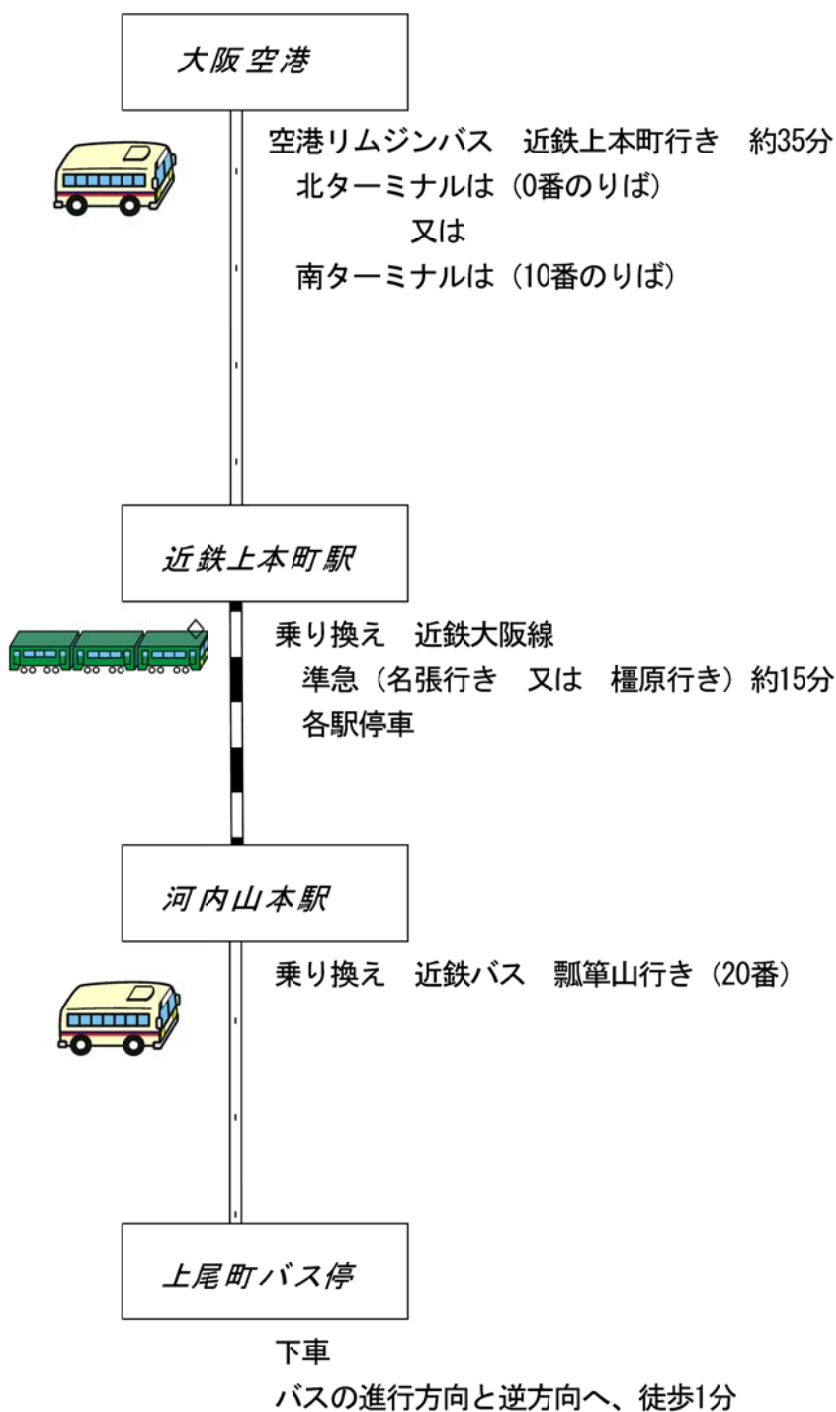 大阪空港
空港リムジンバス　近鉄上本町行き　約35分
北ターミナルは（0番のりば）
又は
南ターミナルは（10番のりば）
近鉄上本町駅
乗り換え　近鉄大阪線
準急（名張行き　又は　橿原行き）約15分
各駅停車
河内山本駅
乗り換え　近鉄バス　瓢箪山行き（20番）
上尾町バス停
下車
バスの進行方向と逆方向へ、徒歩1分